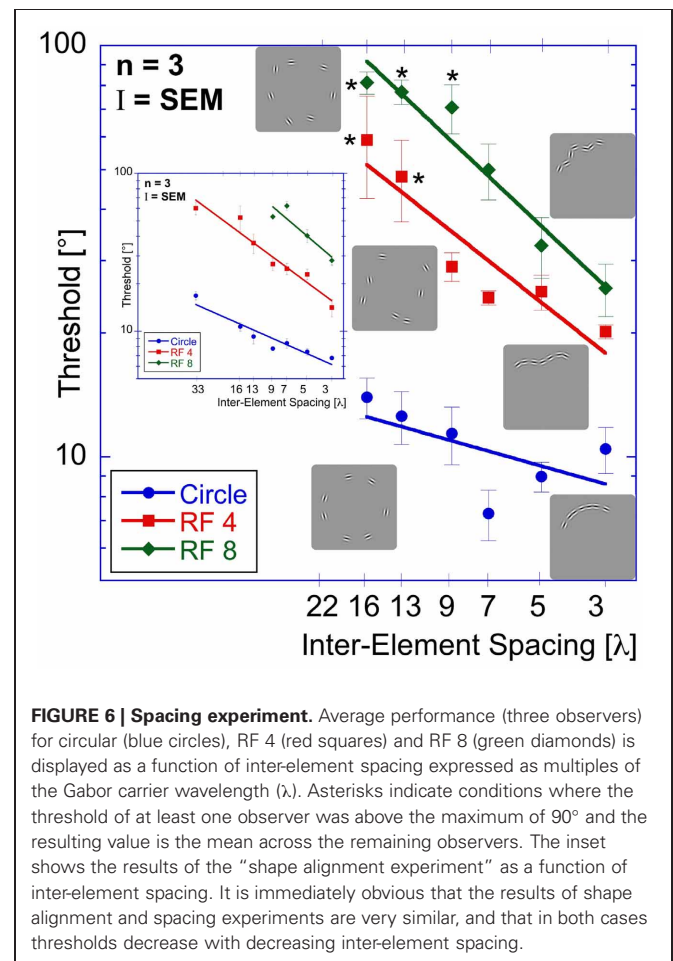 100
n = 3
I = SEM
*
*
*
*
*
100
n = 3
I = SEM
Threshold [°]
10
Circle
RF 4
RF 8
33 16 13 9 7 5 3
Inter-Element Spacing [λ]
Threshold [°]
10
Circle
RF 4
RF 8
22 16 13 9 7 5 3
Inter-Element Spacing [λ]
FIGURE 6 | Spacing experiment. Average performance (three observers)
for circular (blue circles), RF 4 (red squares) and RF 8 (green diamonds) is
displayed as a function of inter-element spacing expressed as multiples of
the Gabor carrier wavelength (λ). Asterisks indicate conditions where the
threshold of at least one observer was above the maximum of 90° and the
resulting value is the mean across the remaining observers. The inset
shows the results of the “shape alignment experiment” as a function of
inter-element spacing. It is immediately obvious that the results of shape
alignment and spacing experiments are very similar, and that in both cases
thresholds decrease with decreasing inter-element spacing.